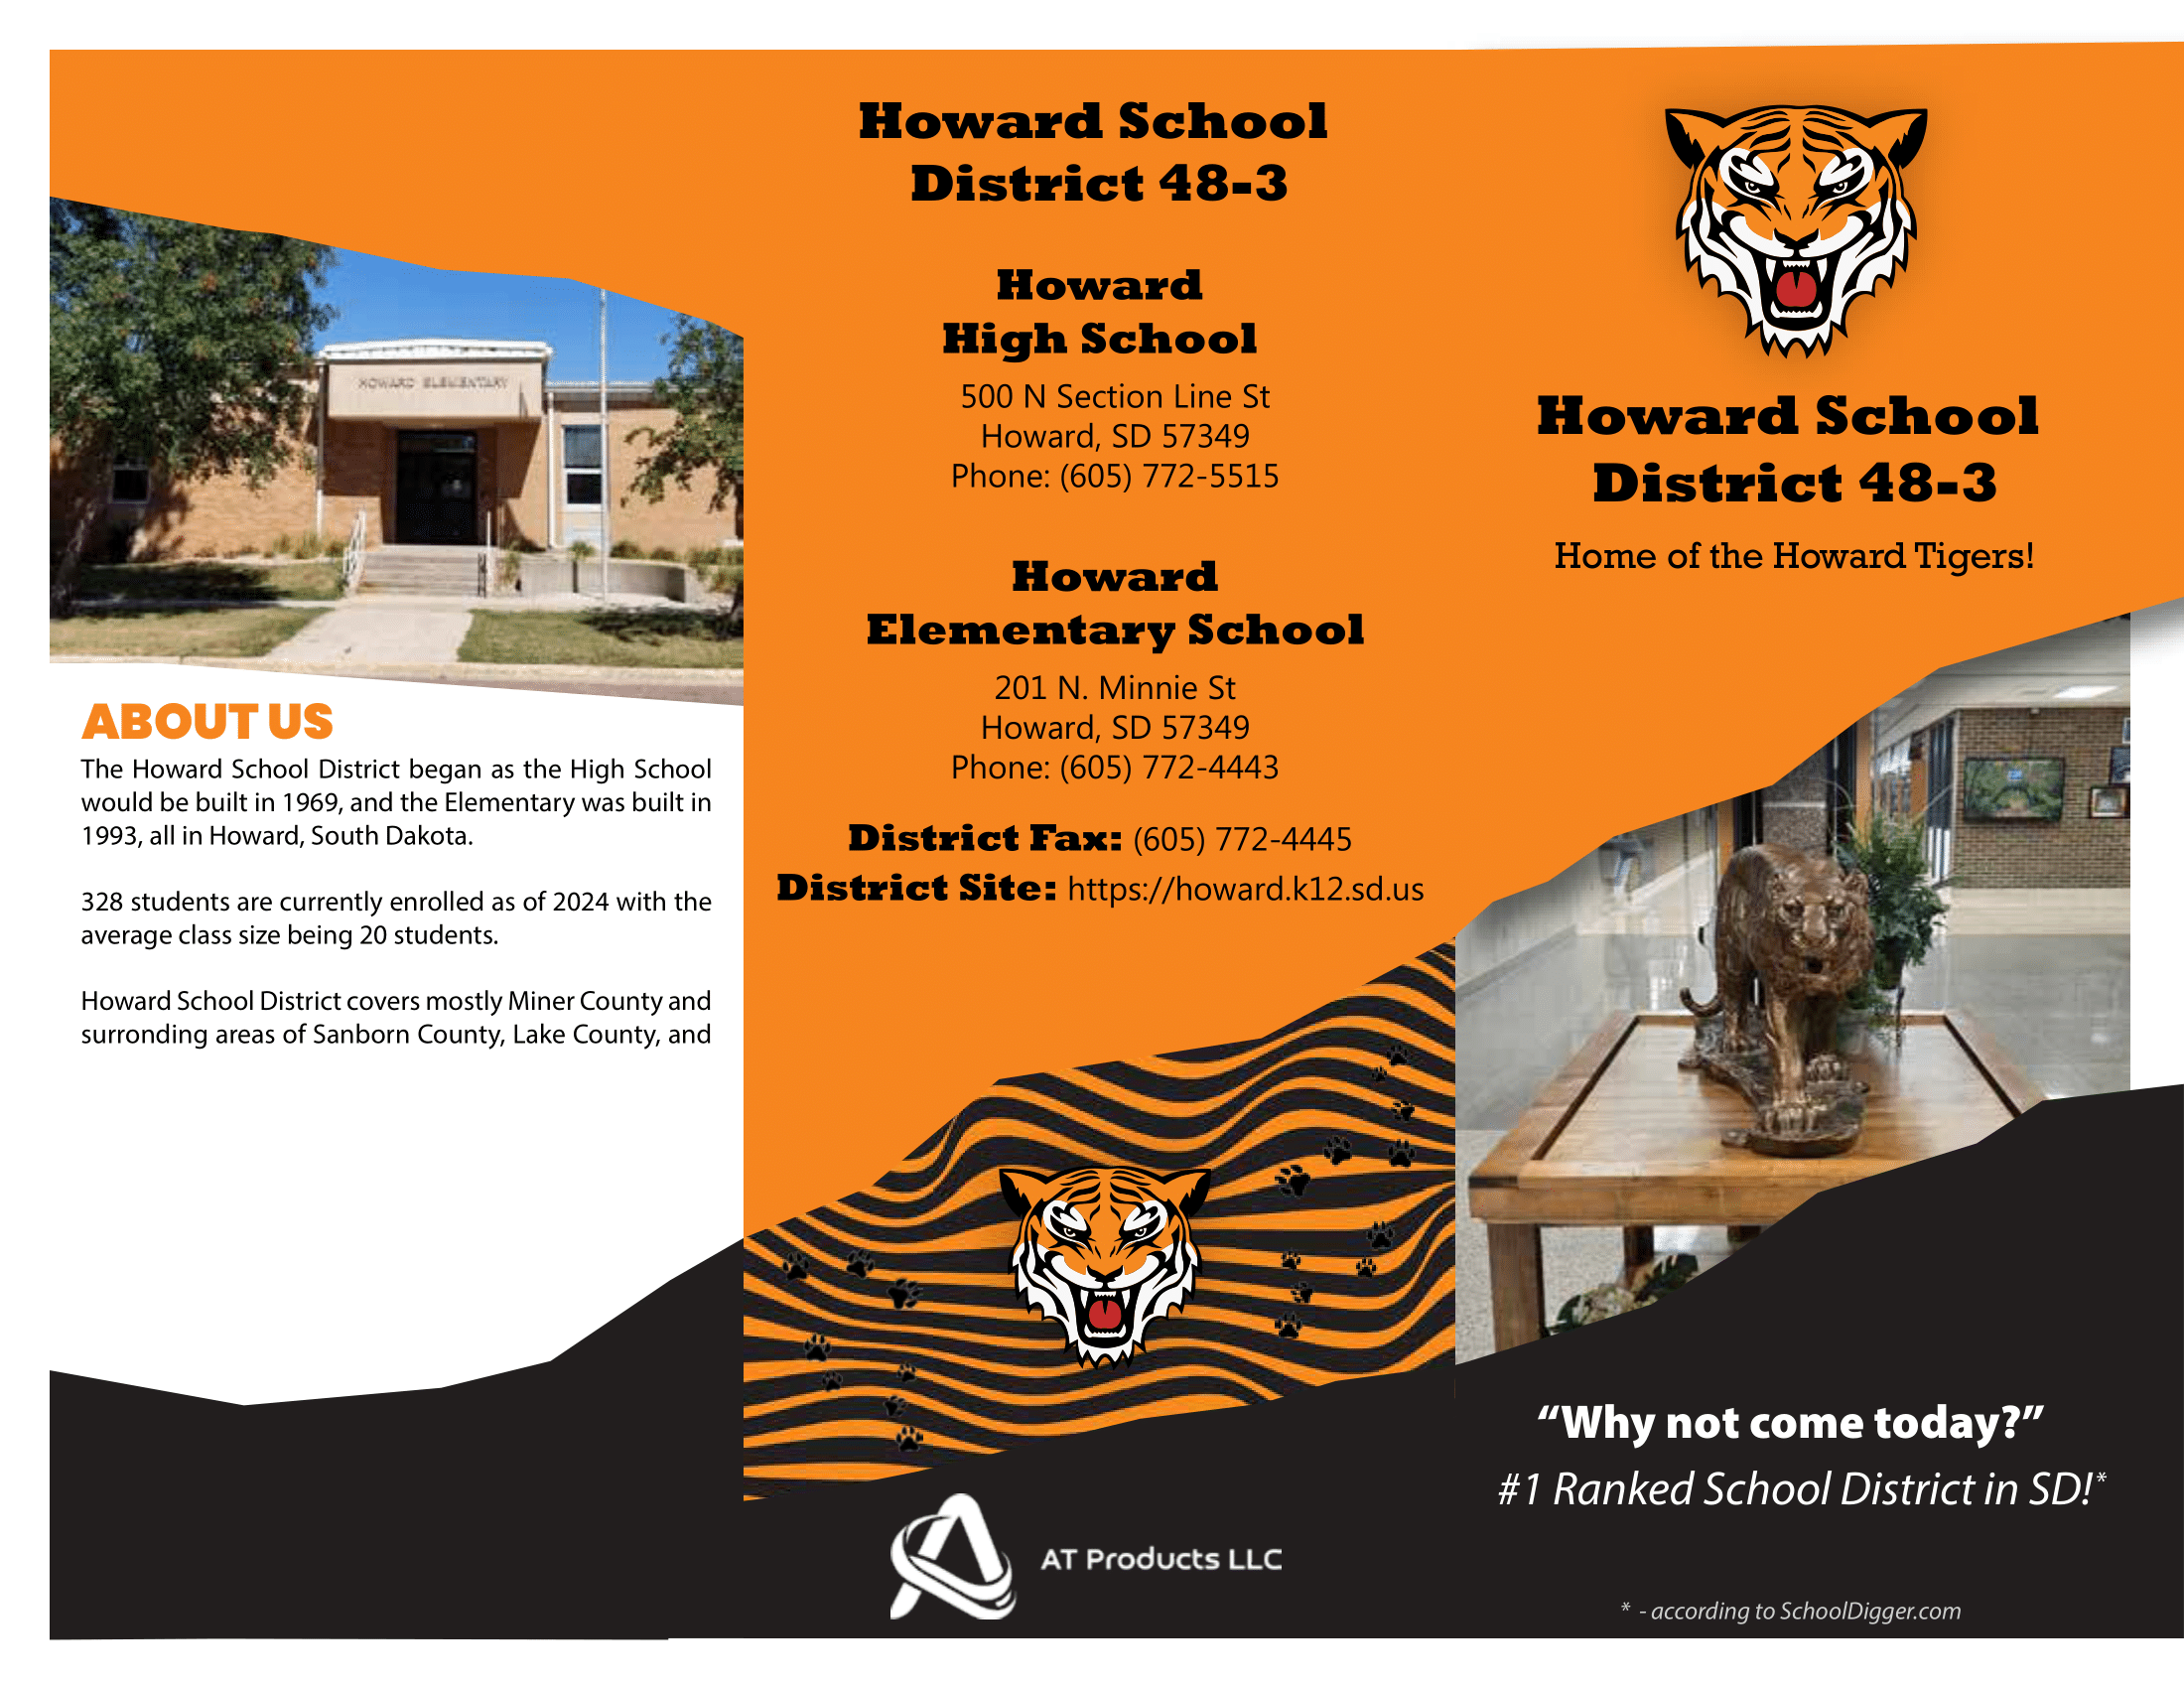 HOWARD ELEMENTARY
ABOUT US
The Howard School District began as the High School
would be built in 1969, and the Elementary was built in
1993, all in Howard, South Dakota.
328 students are currently enrolled as of 2024 with the
average class size being 20 students.
Howard School District covers mostly Miner County and
surronding areas of Sanborn County, Lake County, and
Howard School
District 48-3
Howard
High School
500 N Section Line St
Howard, SD 57349
Phone: (605) 772-5515
Howard
Elementary School
201 N. Minnie St
Howard, SD 57349
Phone: (605) 772-4443
District Fax: (605) 772-4445
District Site: https://howard.k12.sd.us
AT Products LLC
Howard School
District 48-3
Home of the Howard Tigers!
“Why not come today?”
#1 Ranked School District in SD!*
* - according to SchoolDigger.com